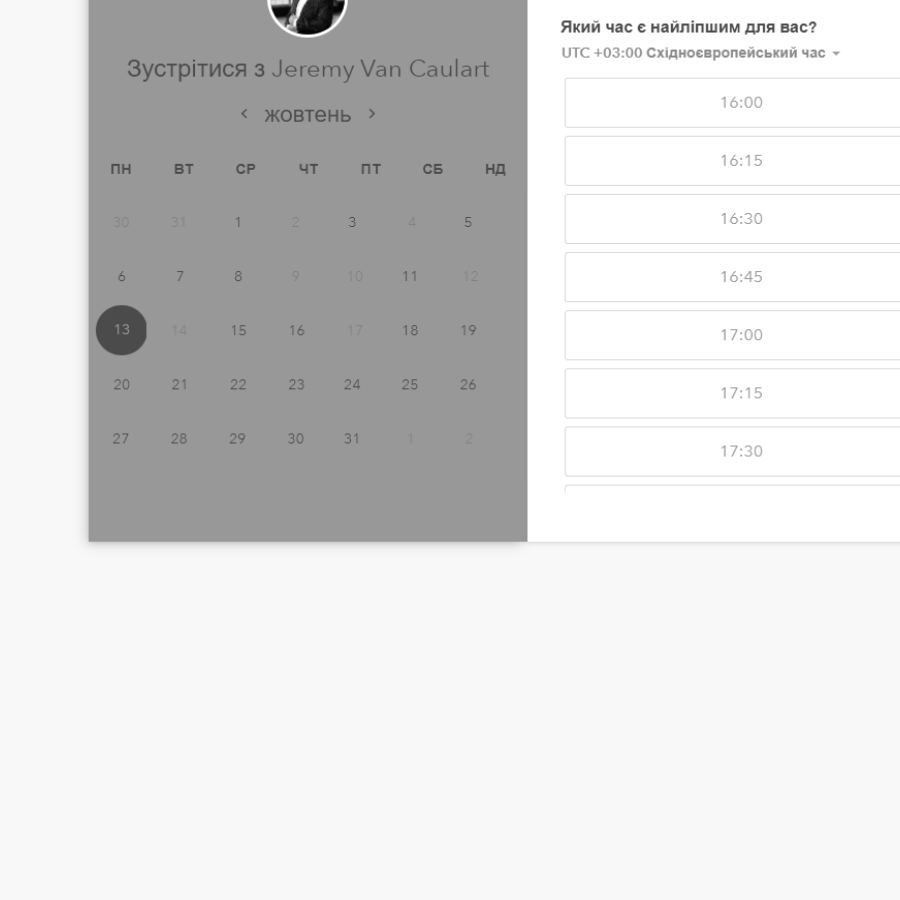 Зустрітися з Jeremy Van Caulart
жовтень
ПН ВТ СР ЧТ ПТ СБ НД
30 31 1 2 3 4 5
6 7 8 9 10 11 12
13 14 15 16 17 18 19
20 21 22 23 24 25 26
27 28 29 30 31 1 2
Який час є найліпшим для вас?
UTC +03:00 Східноєвропейський час
16:00
16:15
16:30
16:45
17:00
17:15
17:30